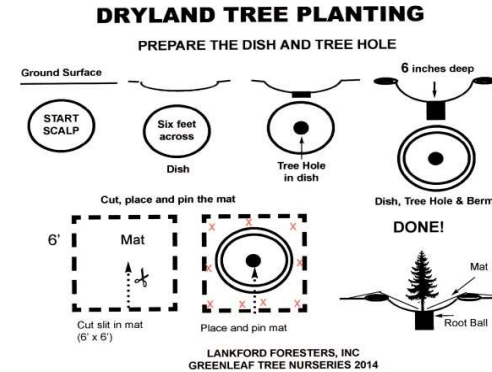 DRYLAND TREE PLANTING
PREPARE THE DISH AND TREE HOLE
Ground Surface
6 inches deep
START
SCALP
Six feet
across
Dish
Tree Hole
in dish
Dish, Tree Hole & Berm
Cut, place and pin the mat
DONE!
6'
Mat
X X X
X X
X X X X
Mat
Cut slit in mat
(6' x 6')
Place and pin mat
Root Ball
LANKFORD FORESTERS, INC
GREENLEAF TREE NURSERIES 2014